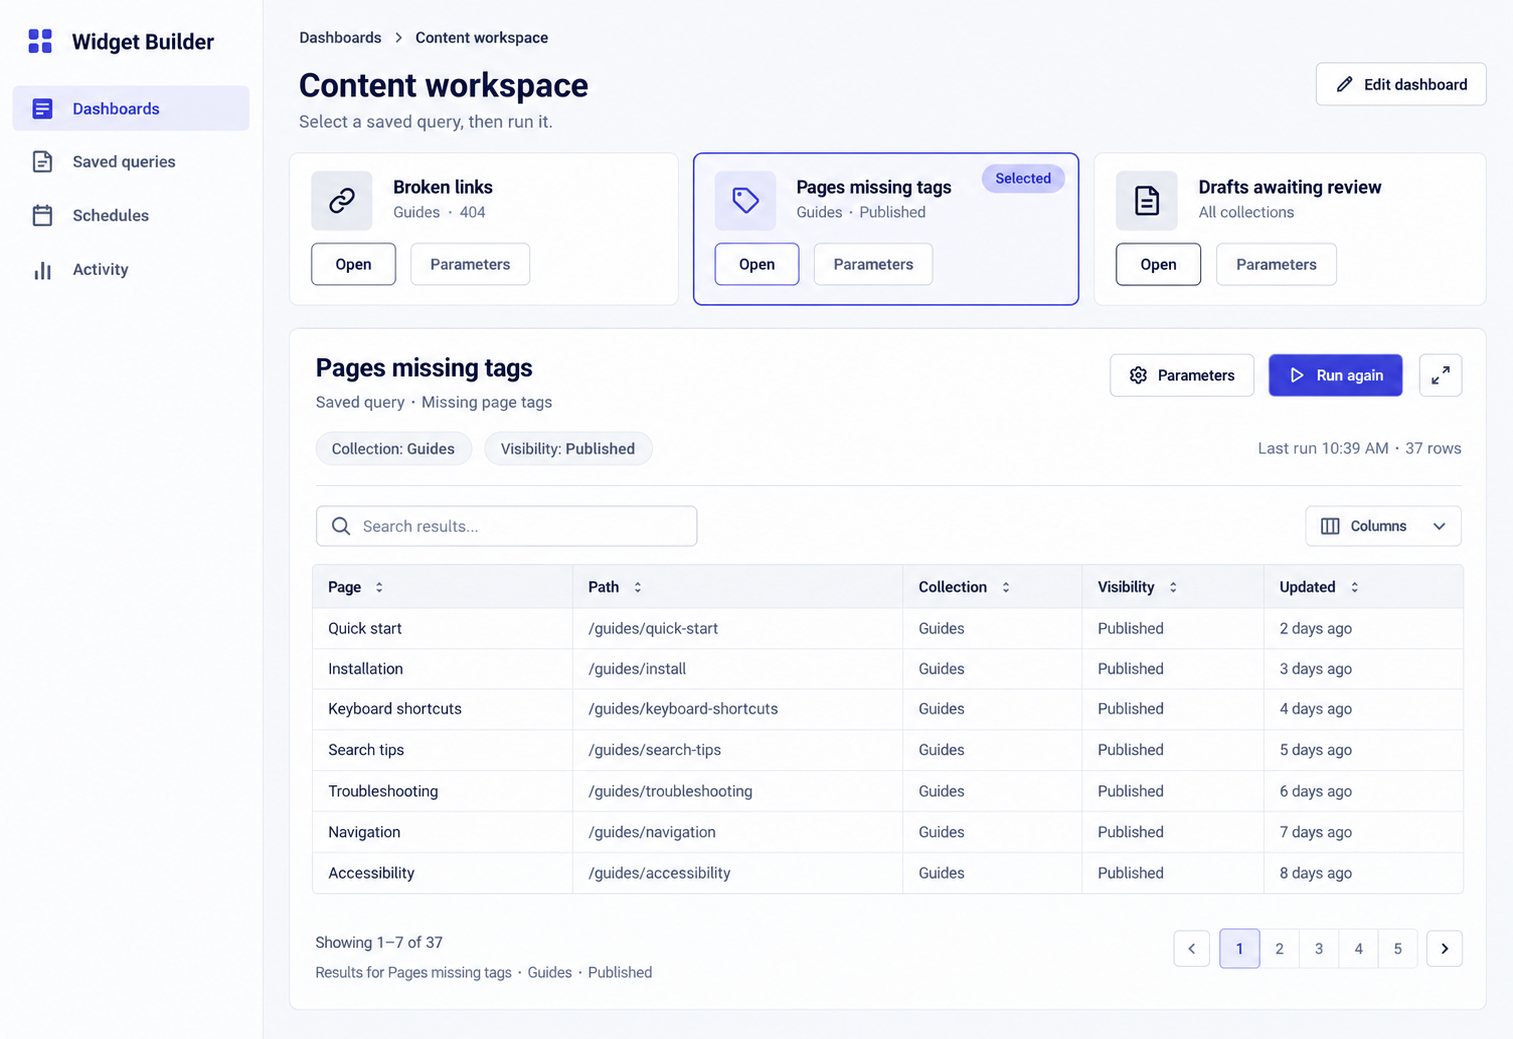 Widget Builder
Dashboards
Saved queries
Schedules
Activity
Dashboards > Content workspace
Content workspace
Select a saved query, then run it.
Edit dashboard
Broken links
Guides · 404
Open Parameters
Pages missing tags
Selected
Guides · Published
Open Parameters
Drafts awaiting review
All collections
Open Parameters
Pages missing tags
Saved query · Missing page tags
Parameters
Run again
Collection: Guides
Visibility: Published
Last run 10:39 AM · 37 rows
Search results...
Columns
Page Path Collection Visibility Updated
Quick start /guides/quick-start Guides Published 2 days ago
Installation /guides/install Guides Published 3 days ago
Keyboard shortcuts /guides/keyboard-shortcuts Guides Published 4 days ago
Search tips /guides/search-tips Guides Published 5 days ago
Troubleshooting /guides/troubleshooting Guides Published 6 days ago
Navigation /guides/navigation Guides Published 7 days ago
Accessibility /guides/accessibility Guides Published 8 days ago
Showing 1–7 of 37
Results for Pages missing tags · Guides · Published
1 2 3 4 5